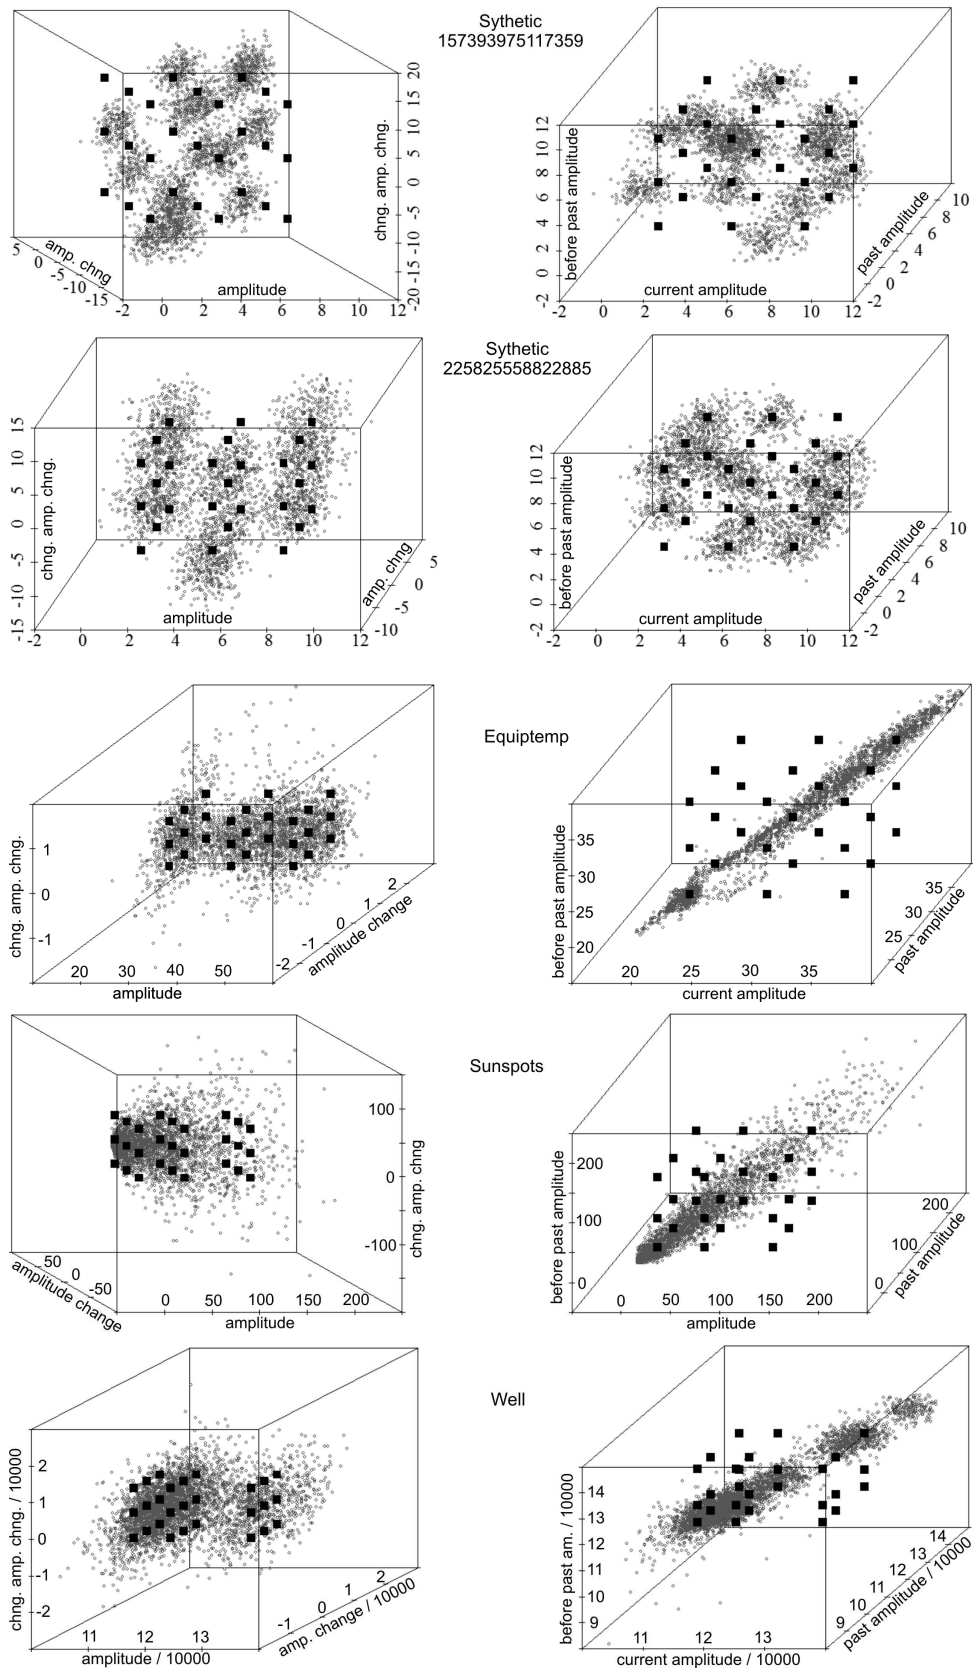 Sythetic
157393975117359
20
15
10
5
0
-5
-10
-15
-20
chng. amp. chng.
5
0
-5
-10
-15
amp. chng
amplitude
-2 0 2 4 6 8 10 12
before past amplitude
12
10
8
6
4
2
0
-2
current amplitude
-2 0 2 4 6 8 10 12
past amplitude
10
8
6
4
2
0
-2
Sythetic
225825558822885
chng. amp. chng.
15
10
5
0
-5
-10
-15
amplitude
-2 0 2 4 6 8 10 12
amp. chng
5
0
-5
-10
before past amplitude
12
10
8
6
4
2
0
-2
current amplitude
-2 0 2 4 6 8 10 12
past amplitude
10
8
6
4
2
0
-2
Equiptemp
chng. amp. chng.
1
0
-1
20 30 40 50
amplitude
2
1
0
-1
-2
amplitude change
before past amplitude
35
30
25
20
20 25 30 35
current amplitude
35
30
25
past amplitude
Sunspots
100
0
-100
chng. amp. chng
50
0
-50
amplitude change
0 50 100 150 200
amplitude
before past amplitude
200
100
0
0 50 100 150 200
amplitude
200
100
0
past amplitude
Well
chng. amp. chng. / 10000
2
1
0
-1
-2
11 12 13
amplitude / 10000
2
1
0
-1
amp. change / 10000
before past am. / 10000
14
13
12
11
10
9
11 12 13
current amplitude / 10000
14
13
12
11
10
9
past amplitude / 10000